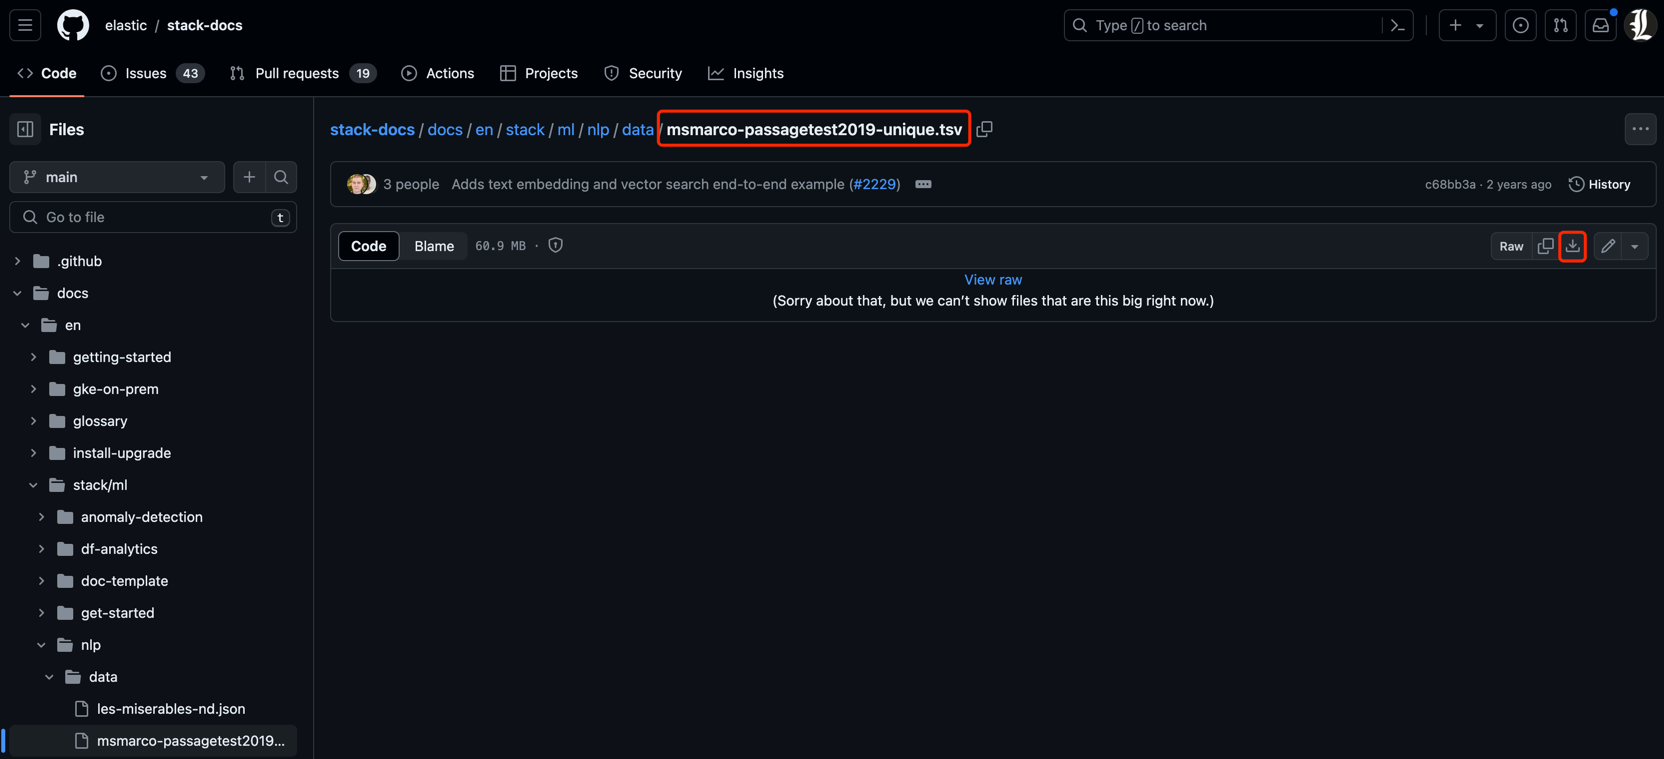 elastic / stack-docs
Type / to search
Code
Issues 43
Pull requests 19
Actions
Projects
Security
Insights
Files
main
Go to file
t
.github
docs
en
getting-started
gke-on-prem
glossary
install-upgrade
stack/ml
anomaly-detection
df-analytics
doc-template
get-started
nlp
data
les-miserables-nd.json
msmarco-passagetest2019...
stack-docs / docs / en / stack / ml / nlp / data / msmarco-passagetest2019-unique.tsv
3 people Adds text embedding and vector search end-to-end example (#2229)
c68bb3a · 2 years ago
History
Code
Blame
60.9 MB ·
Raw
View raw
(Sorry about that, but we can’t show files that are this big right now.)